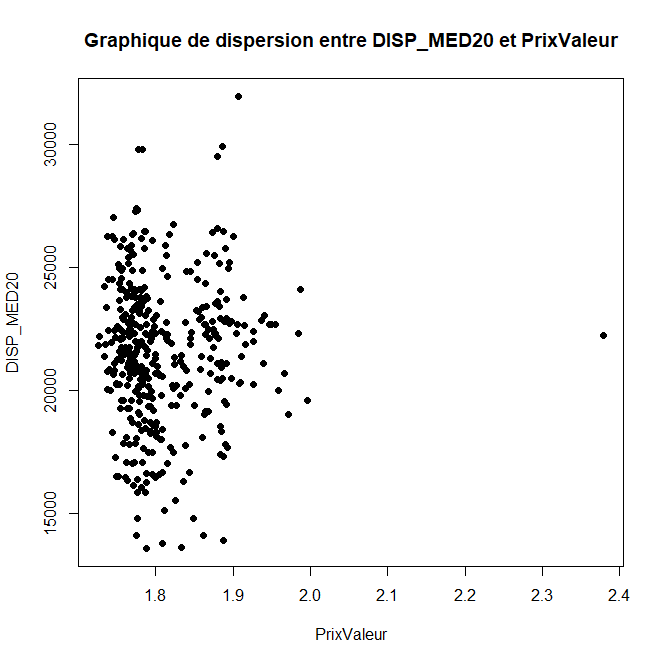 Graphique de dispersion entre DISP_MED20 et PrixValeur
DISP_MED20
30000
25000
20000
15000
1.8 1.9 2.0 2.1 2.2 2.3 2.4
PrixValeur